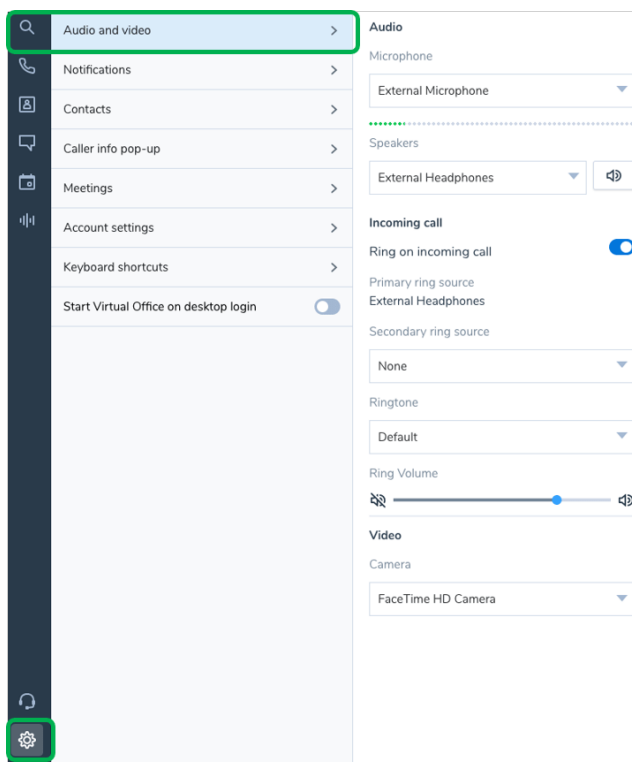 Audio and video
Notifications
Contacts
Caller info pop-up
Meetings
Account settings
Keyboard shortcuts
Start Virtual Office on desktop login
Audio
Microphone
External Microphone
Speakers
External Headphones
Incoming call
Ring on incoming call
Primary ring source
External Headphones
Secondary ring source
None
Ringtone
Default
Ring Volume
Video
Camera
FaceTime HD Camera